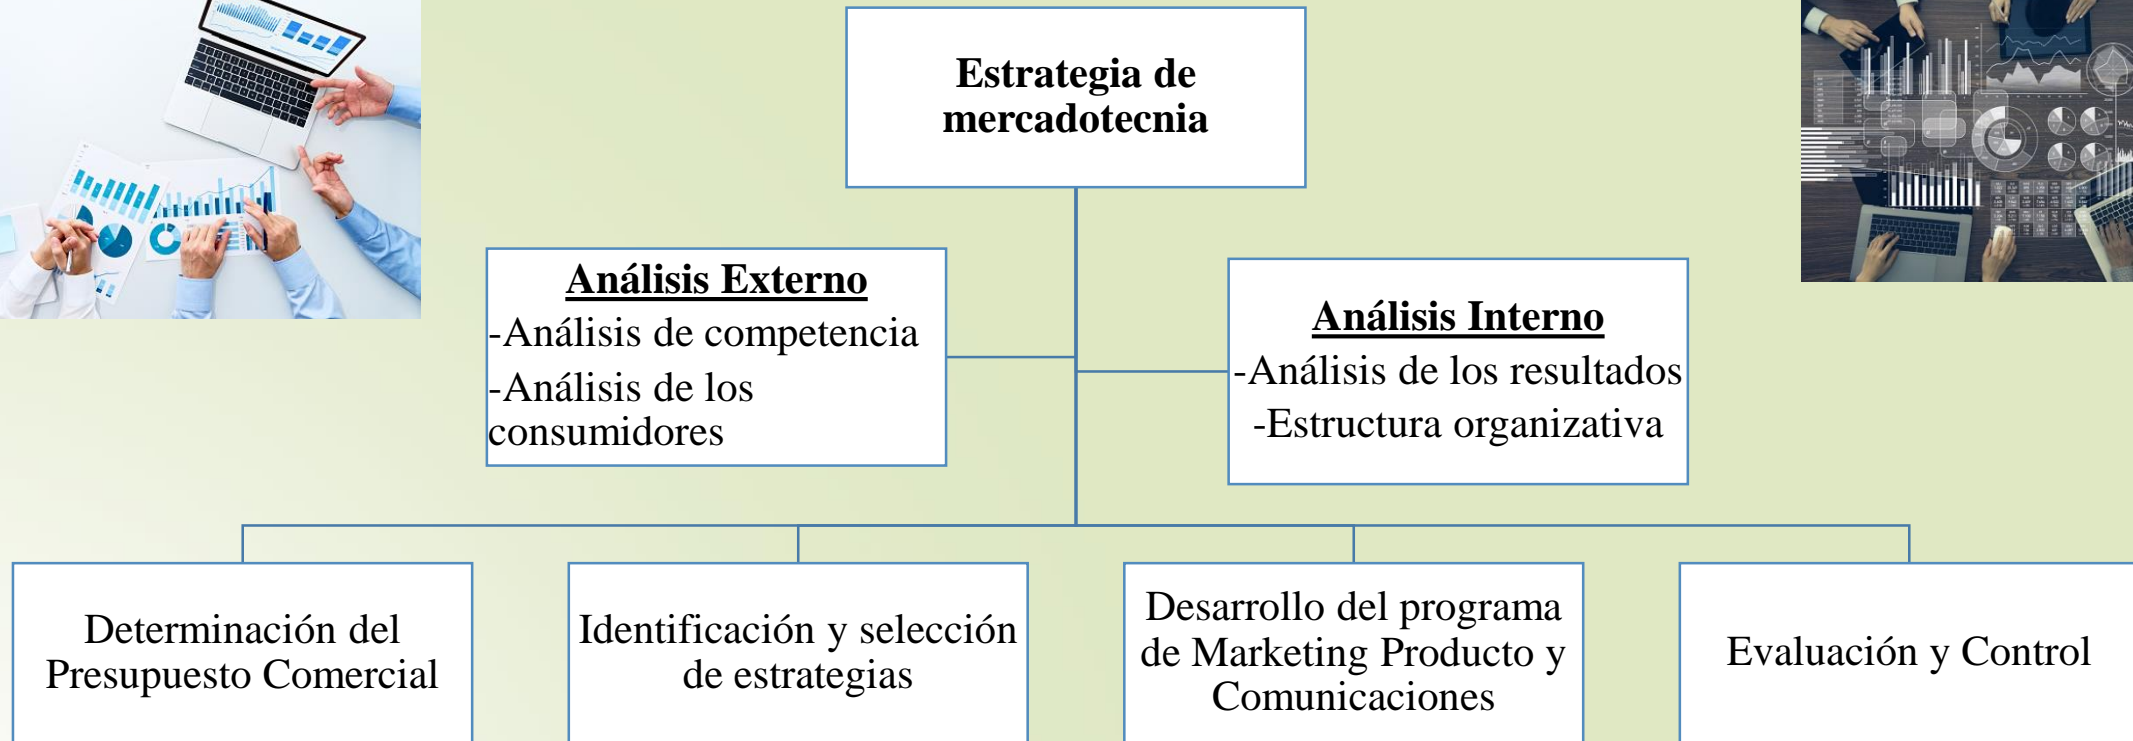 Estrategia de
mercadotecnia
Análisis Externo
-Análisis de competencia
-Análisis de los
consumidores
Análisis Interno
-Análisis de los resultados
-Estructura organizativa
Determinación del
Presupuesto Comercial
Identificación y selección
de estrategias
Desarrollo del programa
de Marketing Producto y
Comunicaciones
Evaluación y Control